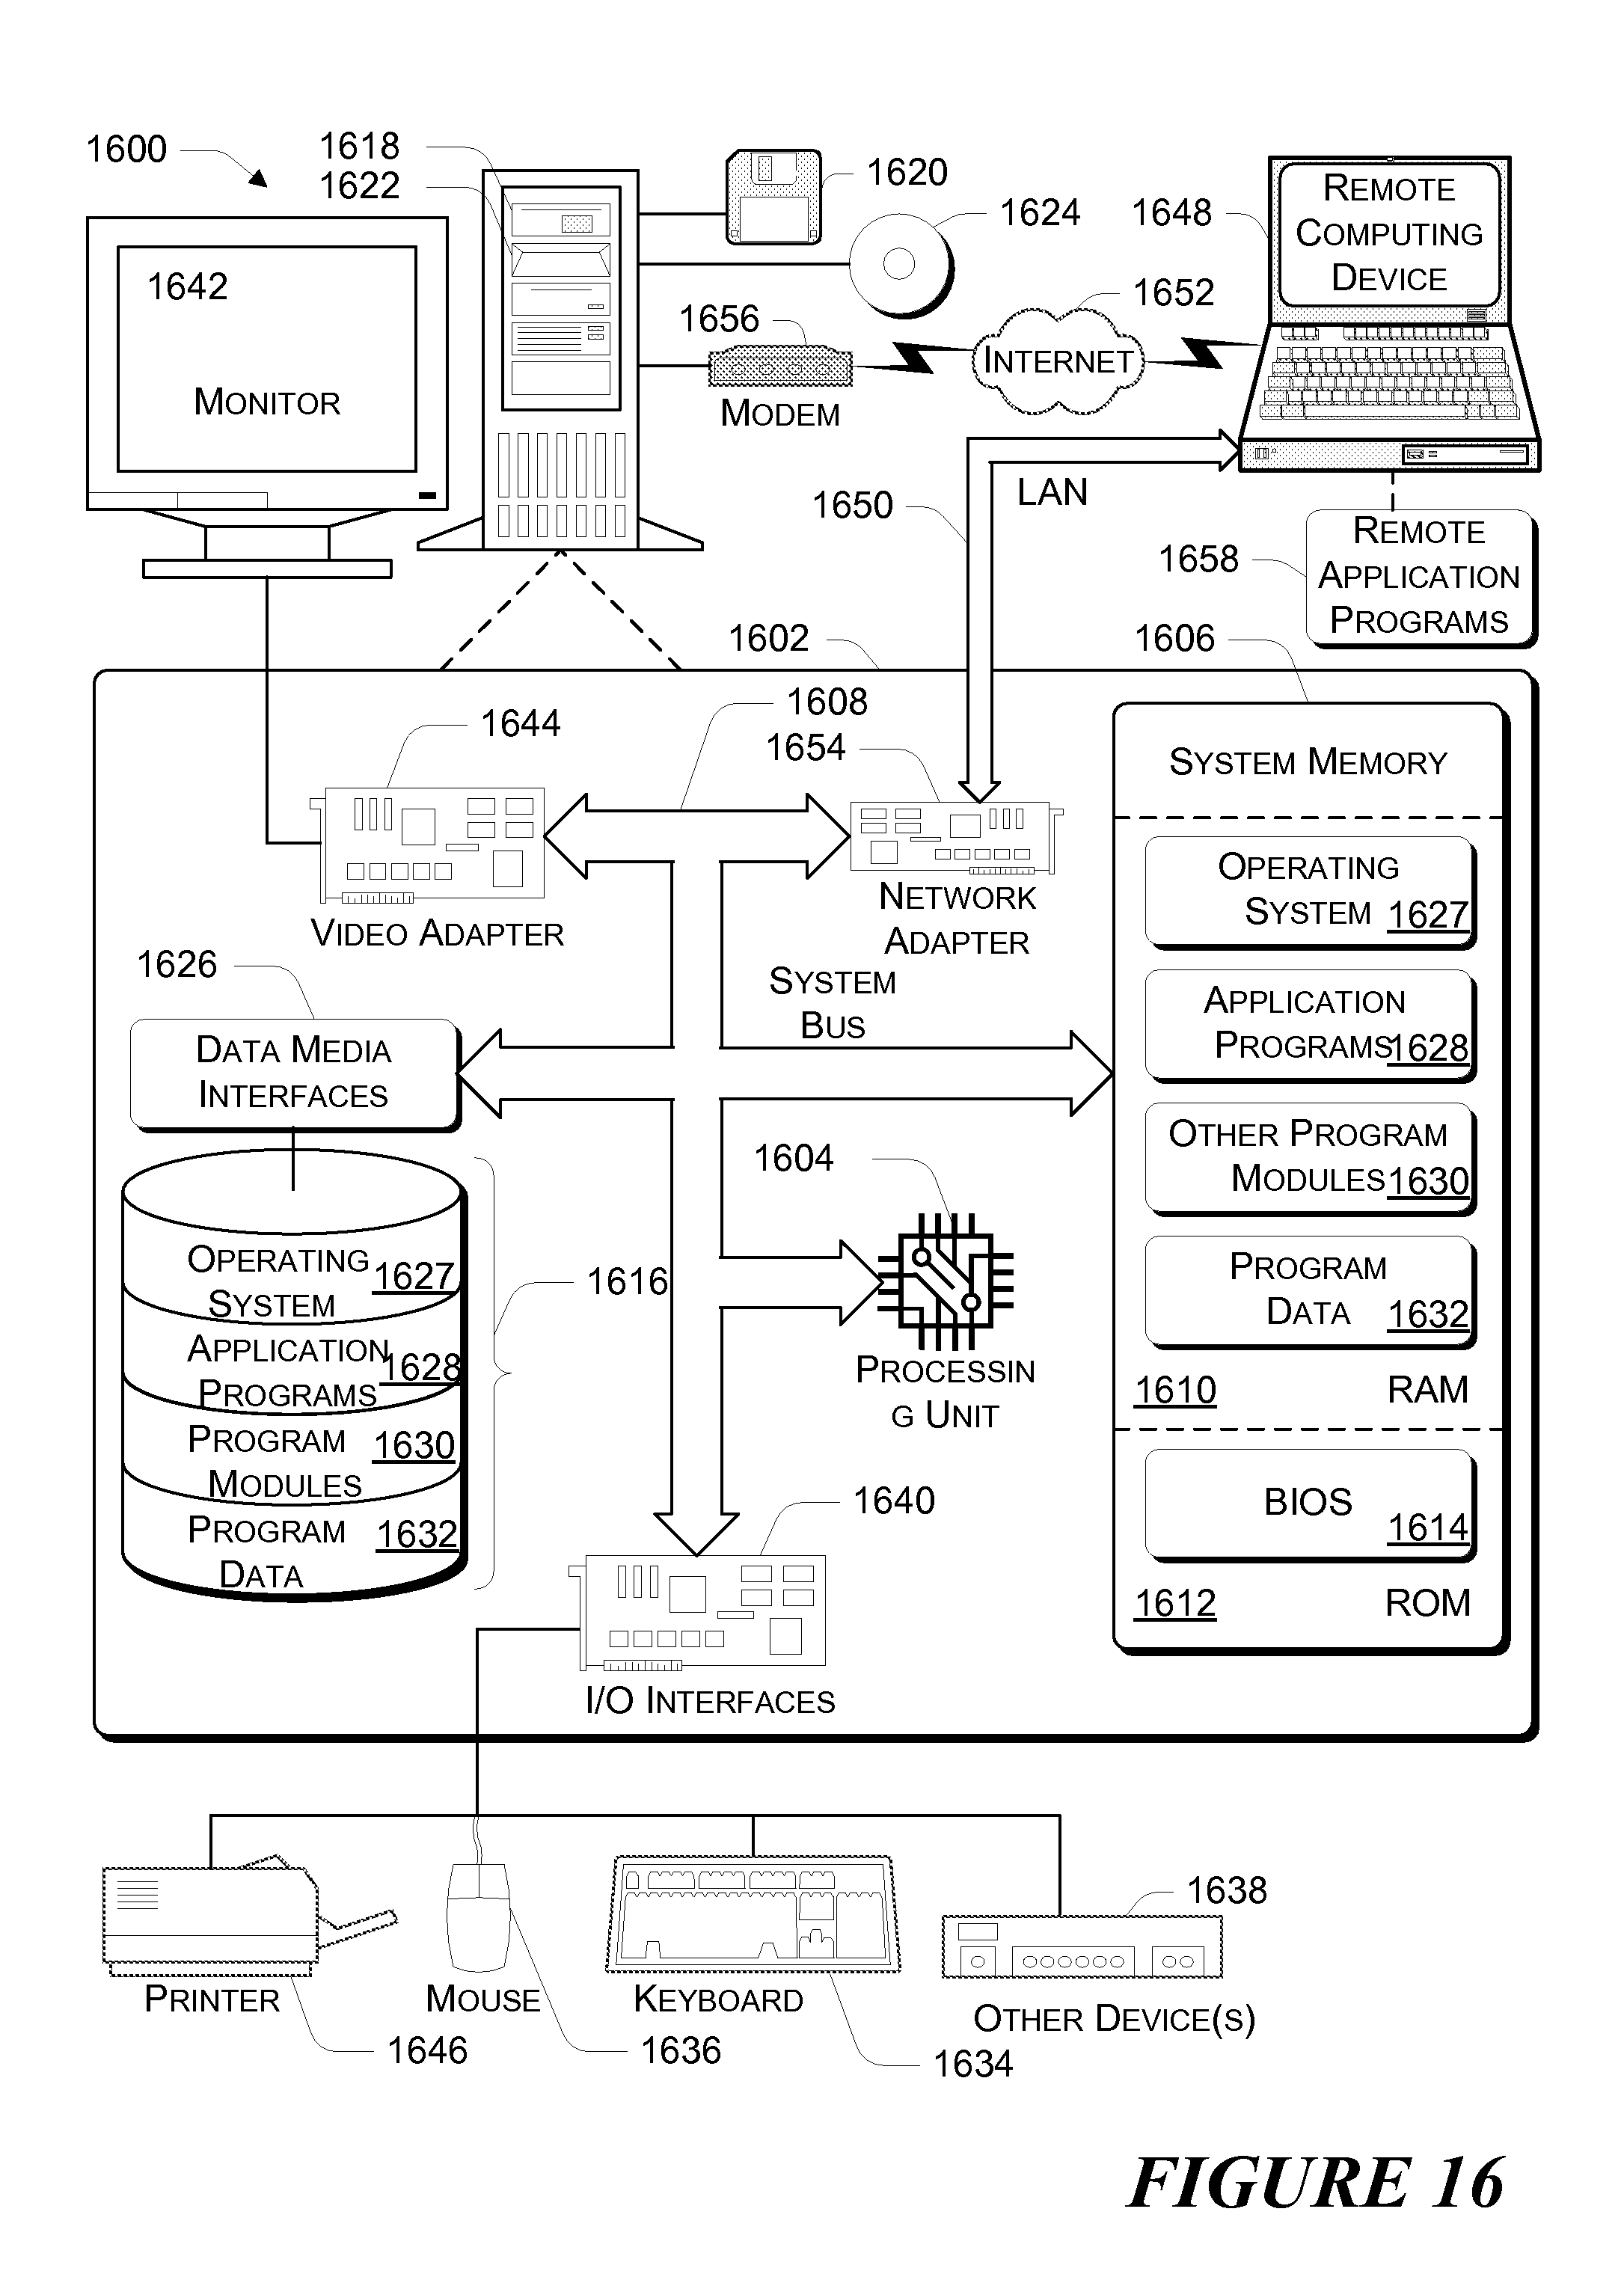 1600
1618
1622
1620
1624
1648
REMOTE
COMPUTING
DEVICE
1642
MONITOR
1656
MODEM
1652
INTERNET
LAN
1650
1658
REMOTE
APPLICATION
PROGRAMS
1602
1606
1644
1608
1654
VIDEO ADAPTER
NETWORK
ADAPTER
SYSTEM
BUS
SYSTEM MEMORY
OPERATING
SYSTEM 1627
APPLICATION
PROGRAMS 1628
OTHER PROGRAM
MODULES 1630
PROGRAM
DATA 1632
1610 RAM
BIOS
1614
1612 ROM
1626
DATA MEDIA
INTERFACES
OPERATING 1627
SYSTEM
APPLICATION 1628
PROGRAMS
PROGRAM 1630
MODULES
PROGRAM 1632
DATA
1616
1604
PROCESSIN
G UNIT
1640
I/O INTERFACES
PRINTER
1646
MOUSE
1636
KEYBOARD
1634
1638
OTHER DEVICE(S)
FIGURE 16